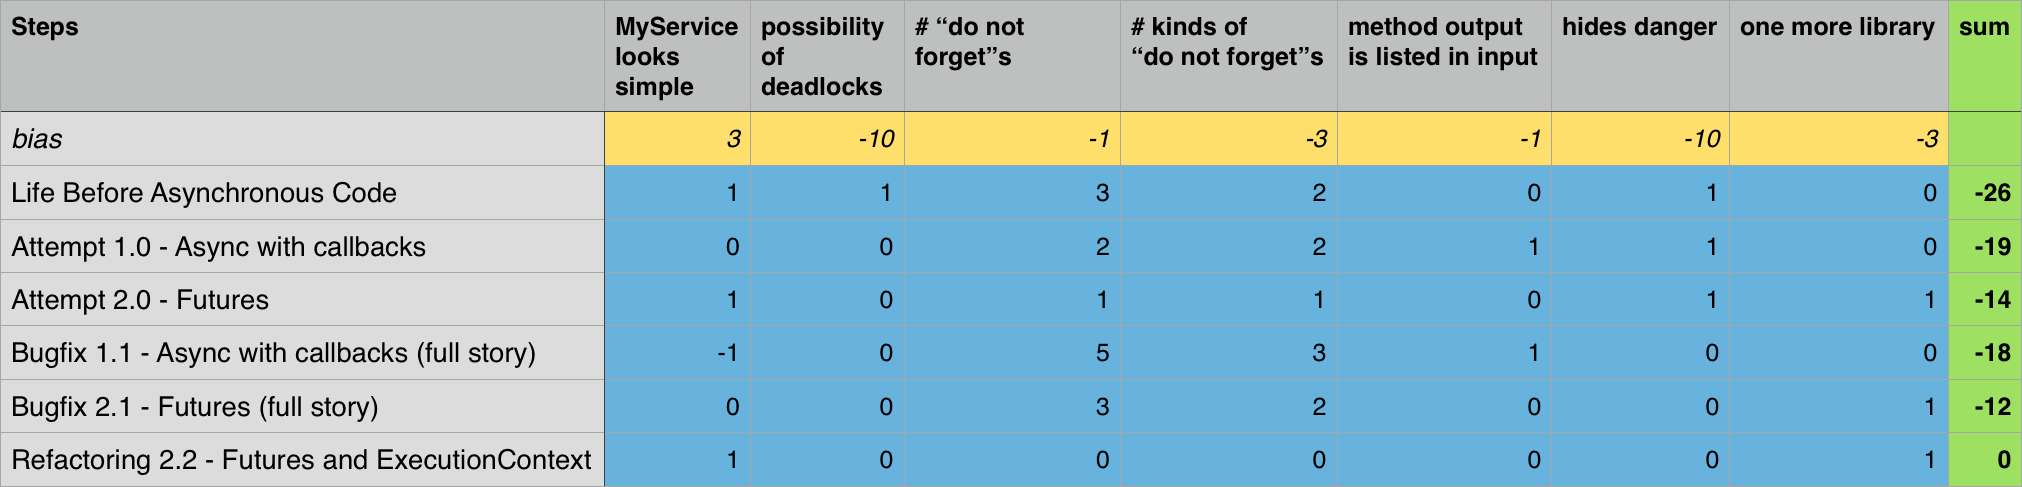 Steps
MyService
looks
simple
possibility
of
deadlocks
# “do not
forget”s
# kinds of
“do not forget”s
method output
is listed in input
hides danger
one more library
sum
bias 3 -10 -1 -3 -1 -10 -3
Life Before Asynchronous Code 1 1 3 2 0 1 0 -26
Attempt 1.0 - Async with callbacks 0 0 2 2 1 1 0 -19
Attempt 2.0 - Futures 1 0 1 1 0 1 1 -14
Bugfix 1.1 - Async with callbacks (full story) -1 0 5 3 1 0 0 -18
Bugfix 2.1 - Futures (full story) 0 0 3 2 0 0 1 -12
Refactoring 2.2 - Futures and ExecutionContext 1 0 0 0 0 0 1 0